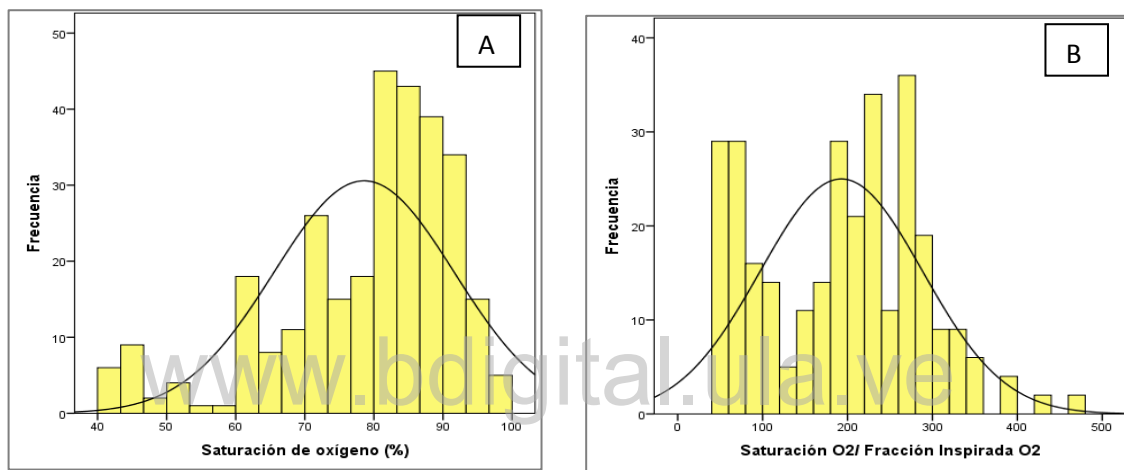 A
50
40
30
20
10
0
Frecuencia
40 50 60 70 80 90 100
Saturación de oxígeno (%)
B
40
30
20
10
0
Frecuencia
0 100 200 300 400 500
Saturación O2/ Fracción Inspirada O2
www.bdigital.ula.ve